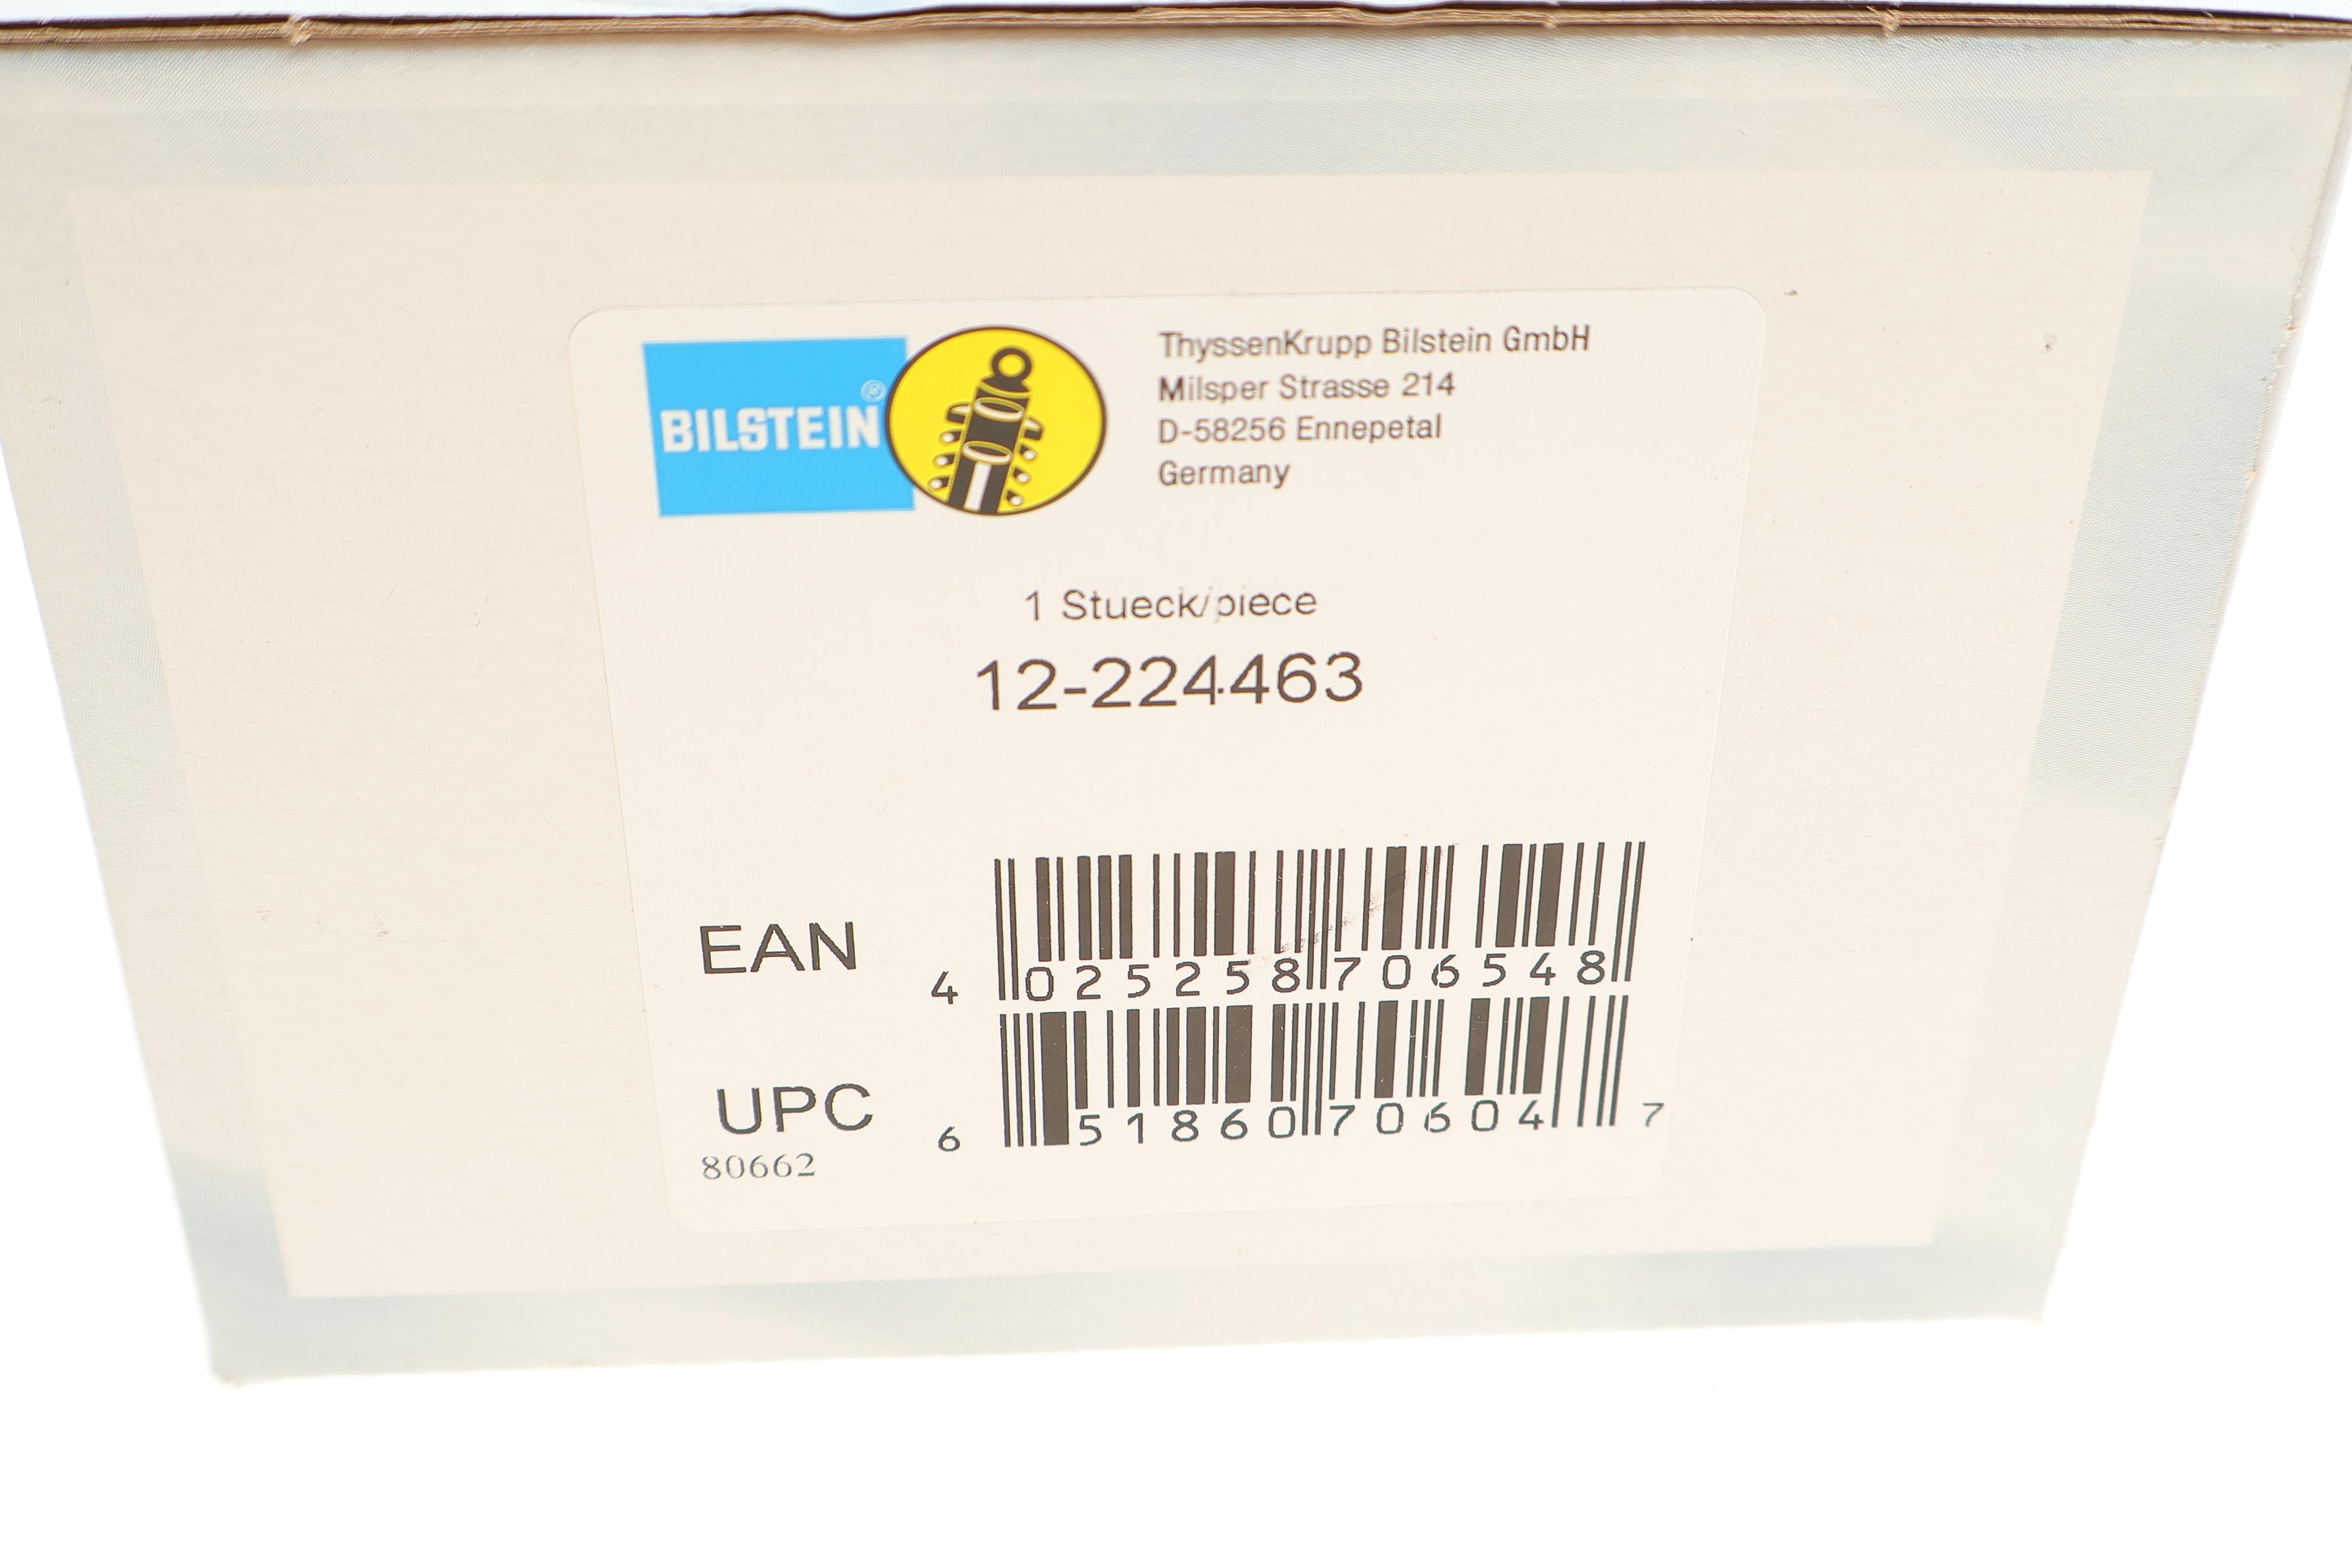 BILSTEIN®
ThyssenKrupp Bilstein GmbH
Milsper Strasse 214
D-58256 Ennepetal
Germany
1 Stueck/piece
12-224463
EAN
4 025258 706548
UPC
6 51860 70604 7
80662